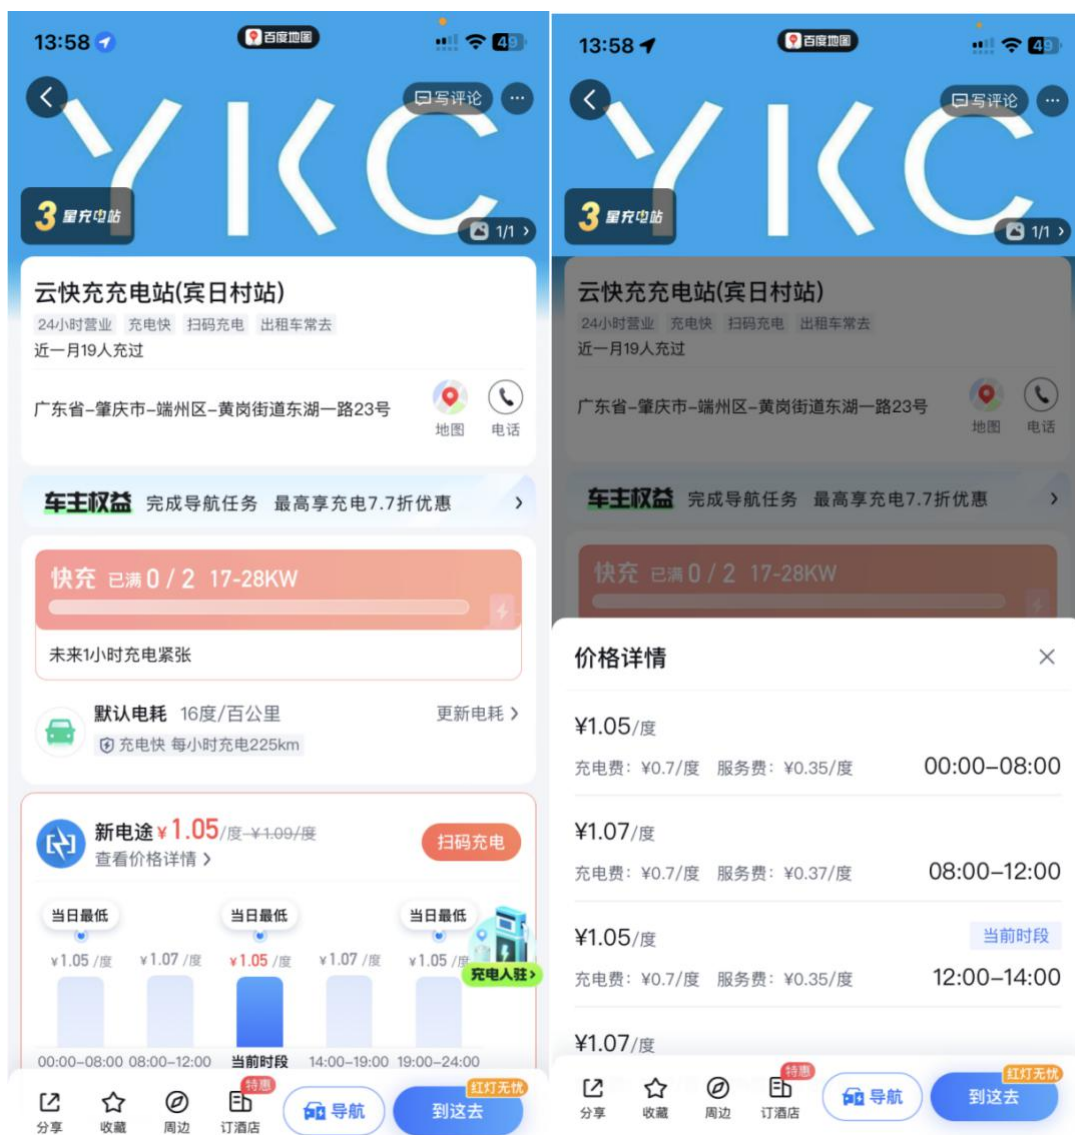 13:58
百度地图
49
写评论
YKC
3星充电站
1/1
云快充充电站(宾日村站)
24小时营业 充电快 扫码充电 出租车常去
近一月19人充过
广东省-肇庆市-端州区-黄岗街道东湖一路23号
地图 电话
车主权益 完成导航任务 最高享充电7.7折优惠
快充 已满 0 / 2 17-28KW
未来1小时充电紧张
默认电耗 16度/百公里 更新电耗
充电快 每小时充电225km
新电途 ¥1.05/度 ¥1.09/度
扫码充电
查看价格详情
当日最低 当日最低 当日最低
¥1.05/度 ¥1.07/度 ¥1.05/度 ¥1.07/度 ¥1.05/度
充电人驻
00:00-08:00 08:00-12:00 当前时段 14:00-19:00 19:00-24:00
特惠 红灯无忧
分享 收藏 周边 订酒店 导航 到这去
13:58
百度地图
49
写评论
YKC
3星充电站
1/1
云快充充电站(宾日村站)
24小时营业 充电快 扫码充电 出租车常去
近一月19人充过
广东省-肇庆市-端州区-黄岗街道东湖一路23号
地图 电话
车主权益 完成导航任务 最高享充电7.7折优惠
快充 已满 0 / 2 17-28KW
价格详情
¥1.05/度
充电费：¥0.7/度 服务费：¥0.35/度 00:00-08:00
¥1.07/度
充电费：¥0.7/度 服务费：¥0.37/度 08:00-12:00
¥1.05/度 当前时段
充电费：¥0.7/度 服务费：¥0.35/度 12:00-14:00
¥1.07/度
特惠 红灯无忧
分享 收藏 周边 订酒店 导航 到这去